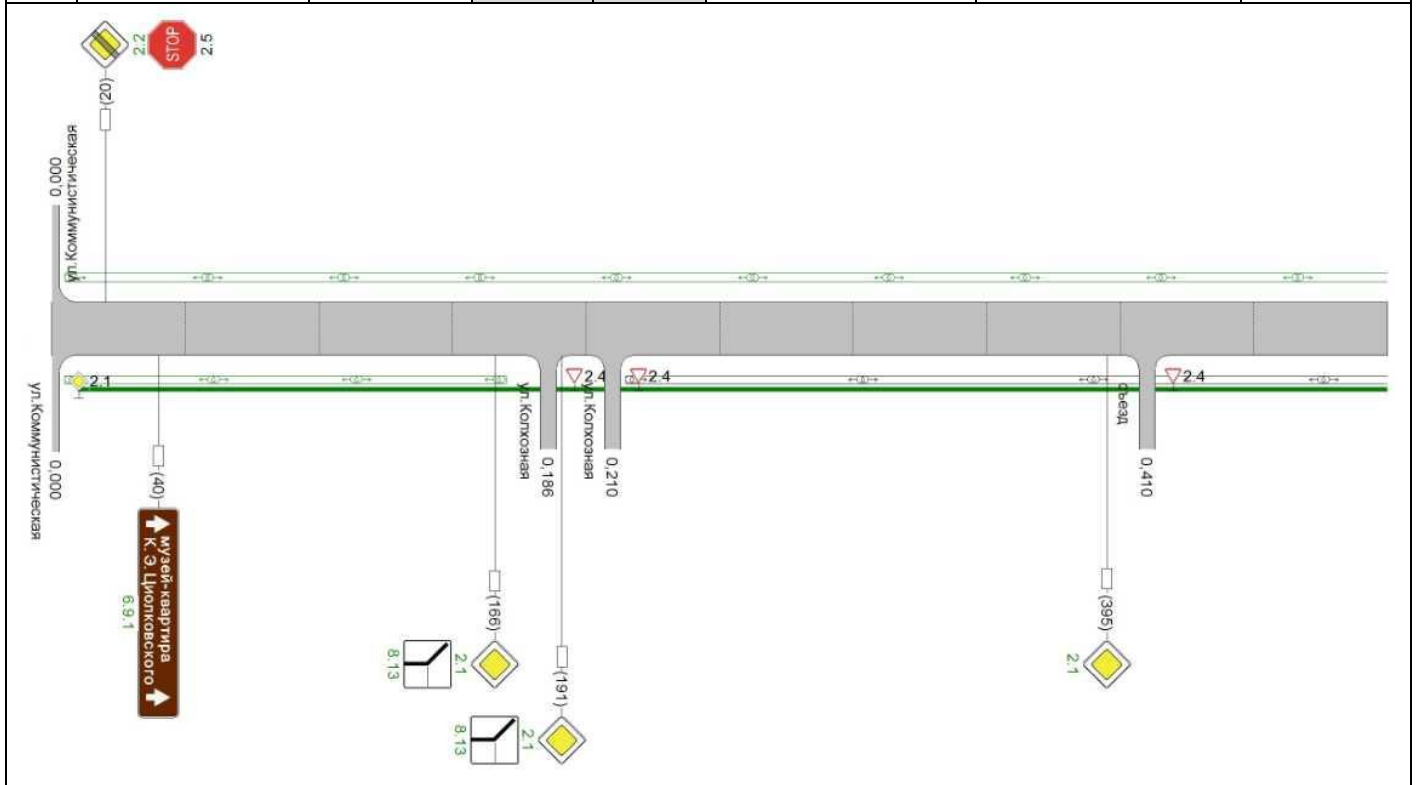 2.2
STOP
2.5
(20)
0,000
ул.Коммунистическая
2.1
2.4
2.4
2.4
ул.Коммунистическая
0,000
(40)
музей-квартира
К. Э. Циолковского
6.9.1
ул.Колхозная
0,186
ул.Колхозная
0,210
съезд
0,410
(166)
2.1
8.13
(191)
2.1
8.13
(395)
2.1